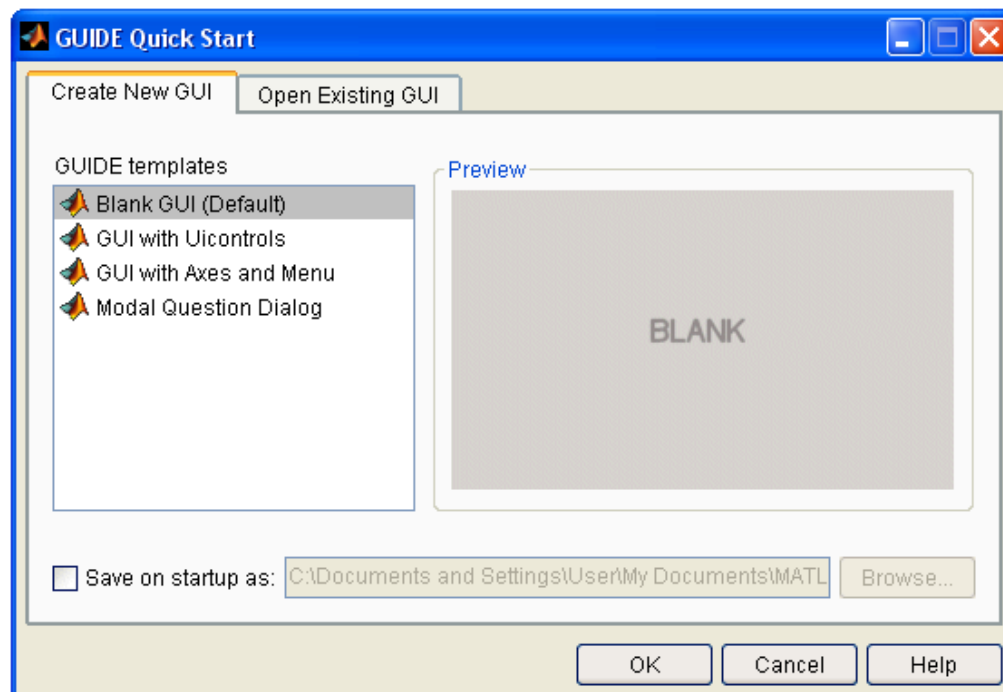 GUIDE Quick Start
Create New GUI
Open Existing GUI
GUIDE templates
Blank GUI (Default)
GUI with Uicontrols
GUI with Axes and Menu
Modal Question Dialog
Preview
BLANK
Save on startup as:
C:\Documents and Settings\User\My Documents\MATL
Browse...
OK
Cancel
Help